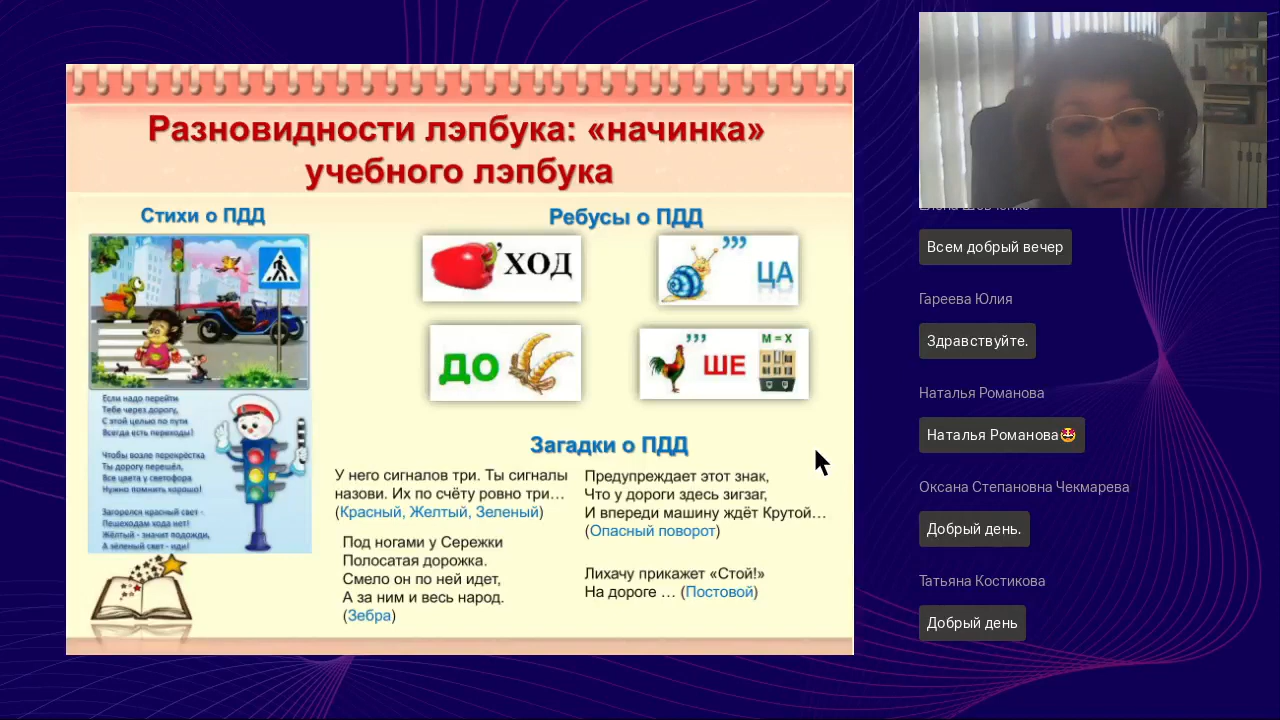 Разновидности лэпбука: «начинка»
учебного лэпбука
Стихи о ПДД
Если надо перейти
Тебе через дорогу,
С этой целью по пути
Всегда есть переходы!
Чтобы возле перекрёстка
Ты дорогу перешёл,
Все цвета у светофора
Нужно помнить хорошо!
Загорелся красный свет -
Пешеходам хода нет!
Жёлтый - значит подожди,
А зелёный свет - иди!
Ребусы о ПДД
’ХОД
’’’ ЦА
ДО
’’’ ШЕ М = Х
Загадки о ПДД
У него сигналов три. Ты сигналы
назови. Их по счёту ровно три…
(Красный, Желтый, Зеленый)
Под ногами у Сережки
Полосатая дорожка.
Смело он по ней идет,
А за ним и весь народ.
(Зебра)
Предупреждает этот знак,
Что у дороги здесь зигзаг,
И впереди машину ждёт Крутой…
(Опасный поворот)
Лихачу прикажет «Стой!»
На дороге … (Постовой)
Всем добрый вечер
Гареева Юлия
Здравствуйте.
Наталья Романова
Наталья Романова🤩
Оксана Степановна Чекмарева
Добрый день.
Татьяна Костикова
Добрый день